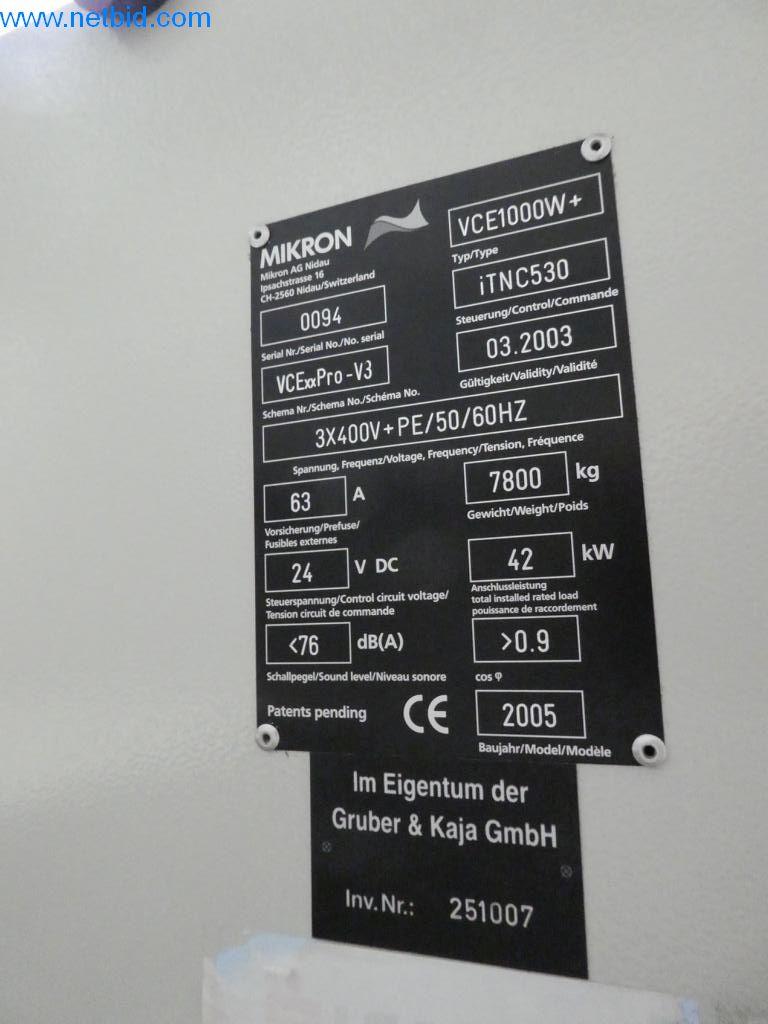 www.netbid.com
MIKRON
Mikron AG Nidau
Ipsachstrasse 16
CH-2560 Nidau/Switzerland
VCE1000W+
Typ/Type
iTNC530
Steuerung/Control/Commande
0094
Serial Nr./Serial No./No. serial
03.2003
Gültigkeit/Validity/Validité
VCExxPro-V3
Schema Nr./Schema No./Schéma No.
3X400V+PE/50/60HZ
Spannung, Frequenz/Voltage, Frequency/Tension, Fréquence
63 A
Vorsicherung/Prefuse/
Fusibles externes
7800 kg
Gewicht/Weight/Poids
24 V DC
Steuerspannung/Control circuit voltage/
Tension circuit de commande
42 kW
Anschlussleistung
total installed rated load
pouissance de raccordement
<76 dB(A)
Schallpegel/Sound level/Niveau sonore
>0.9
cos φ
Patents pending
CE
2005
Baujahr/Model/Modèle
Im Eigentum der
Gruber & Kaja GmbH
Inv.Nr.: 251007